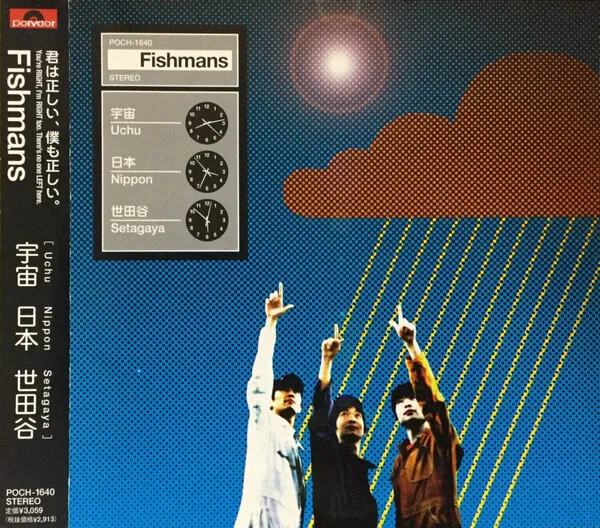 Polydor
君は正しい、僕も正しい。
You're RIGHT, I'm RIGHT too. There's no one LEFT here.
Fishmans
[ Uchu Nippon Setagaya ]
宇宙 日本 世田谷
POCH-1640
STEREO
定価¥3,059
(税抜価格¥2,913)
POCH-1640
Fishmans
STEREO
宇宙
Uchu
日本
Nippon
世田谷
Setagaya